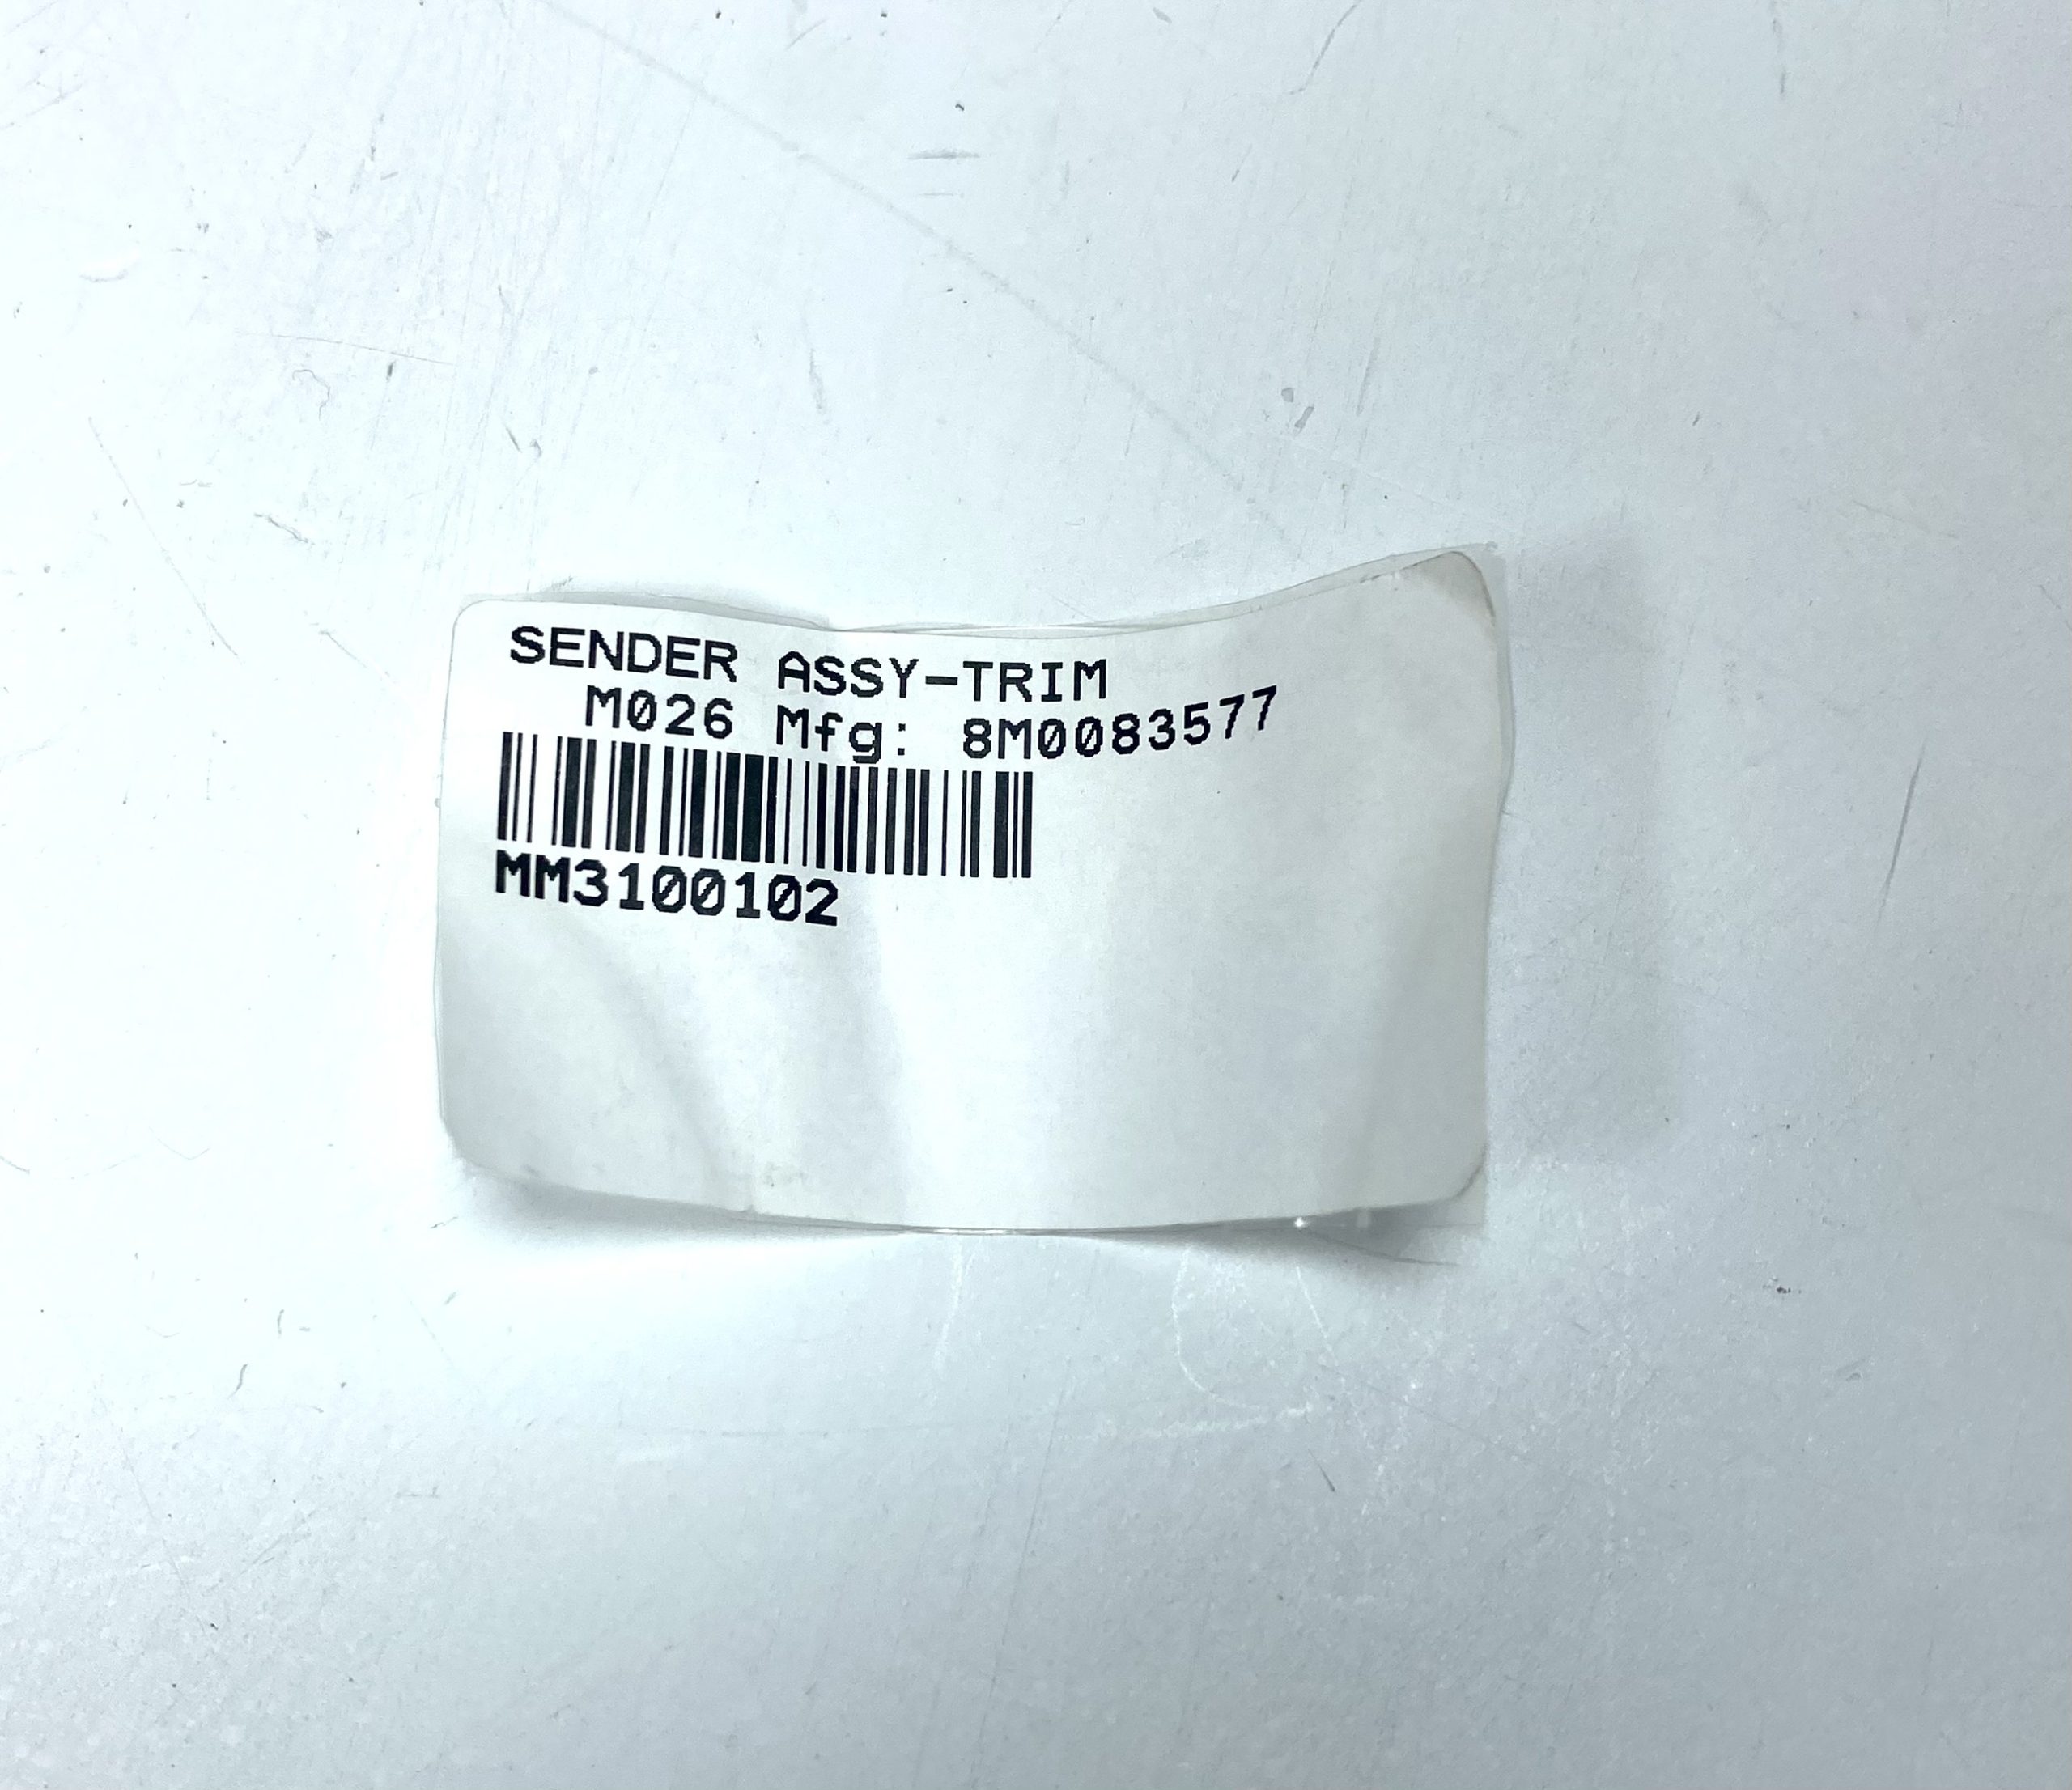 SENDER ASSY-TRIM
M026 Mfg: 8M0083577
MM3100102